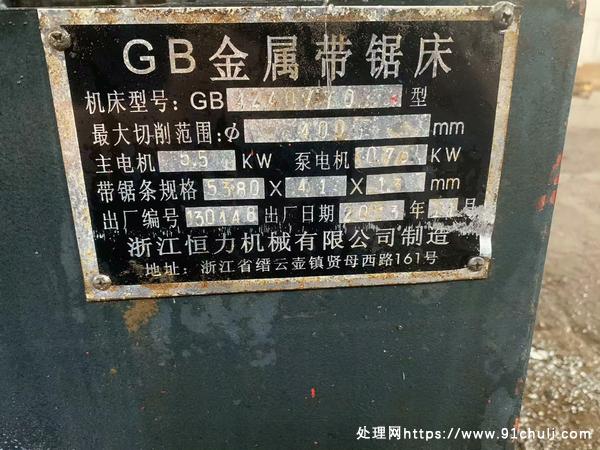 GB金属带锯床
机床型号：GB 型
最大切削范围：φ 400 mm
主电机 5.5 KW 泵电机 KW
带锯条规格 5380 X 41 X 1.3 mm
出厂编号 出厂日期 年 月
浙江恒力机械有限公司制造
地址：浙江省缙云壶镇贤母西路161号
处理网https://www.91chulj.com/